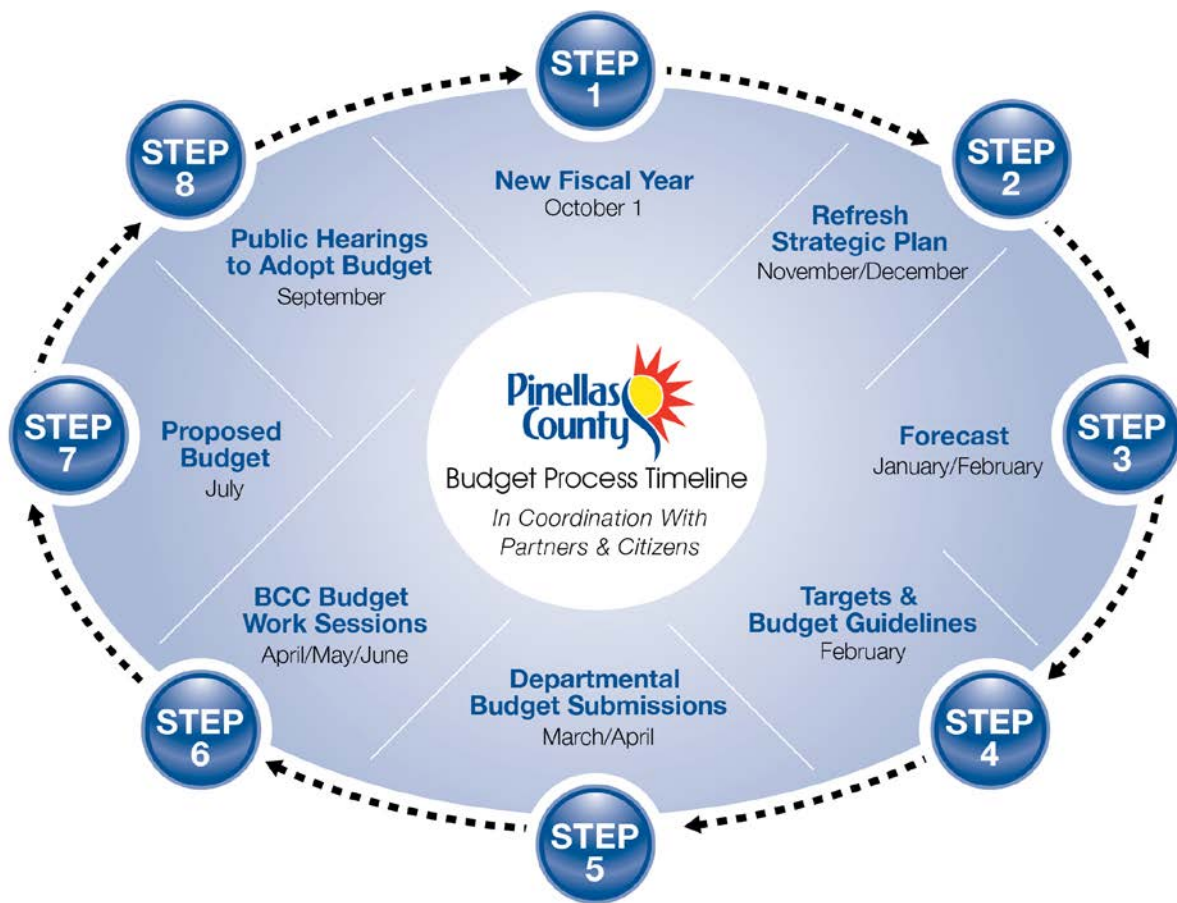 STEP
1
New Fiscal Year
October 1
STEP
2
Refresh
Strategic Plan
November/December
STEP
3
Forecast
January/February
STEP
4
Targets &
Budget Guidelines
February
STEP
5
Departmental
Budget Submissions
March/April
STEP
6
BCC Budget
Work Sessions
April/May/June
STEP
7
Proposed
Budget
July
STEP
8
Public Hearings
to Adopt Budget
September
Pinellas
County
Budget Process Timeline
In Coordination With
Partners & Citizens